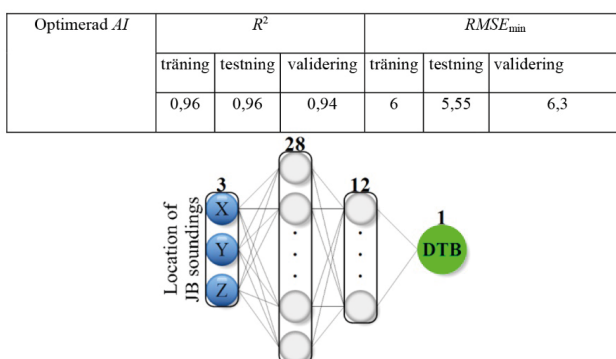 Optimerad AI R² RMSEmin
träning testning validering träning testning validering
0,96 0,96 0,94 6 5,55 6,3
28
3
12
1
Location of
JB soundings
X
Y
Z
DTB